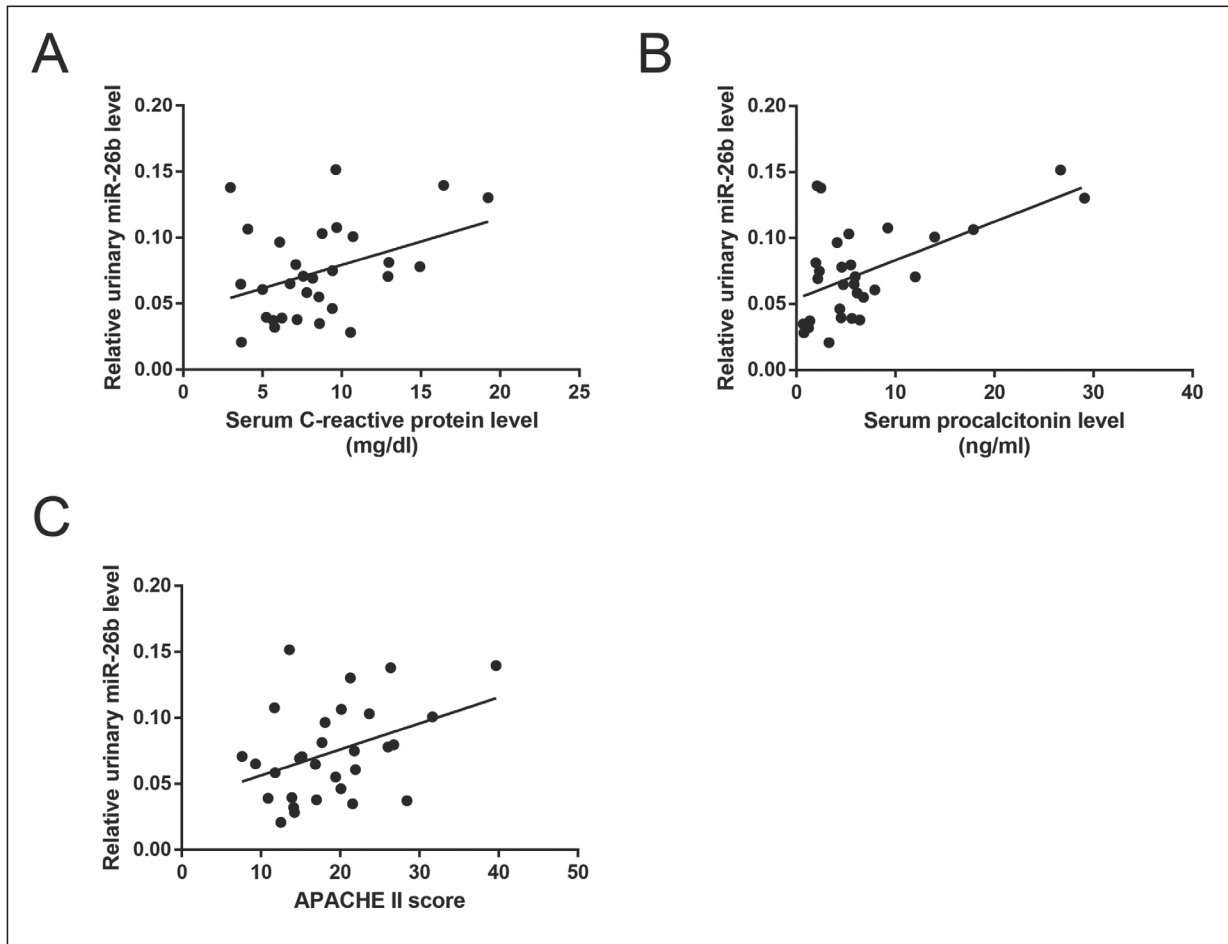 A
Relative urinary miR-26b level
0.20
0.15
0.10
0.05
0.00
0 5 10 15 20 25
Serum C-reactive protein level
(mg/dl)
B
Relative urinary miR-26b level
0.20
0.15
0.10
0.05
0.00
0 10 20 30 40
Serum procalcitonin level
(ng/ml)
C
Relative urinary miR-26b level
0.20
0.15
0.10
0.05
0.00
0 10 20 30 40 50
APACHE II score